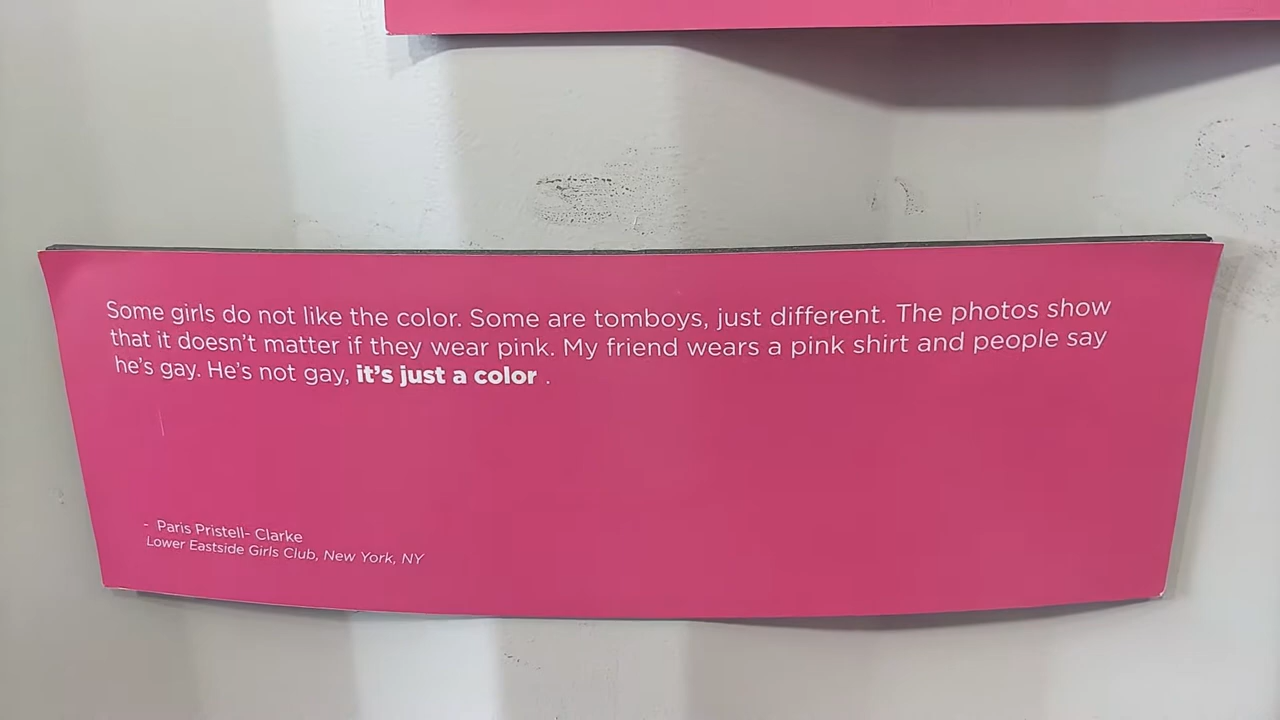 Some girls do not like the color. Some are tomboys, just different. The photos show
that it doesn't matter if they wear pink. My friend wears a pink shirt and people say
he's gay. He's not gay, it's just a color .
- Paris Pristell- Clarke
Lower Eastside Girls Club, New York, NY